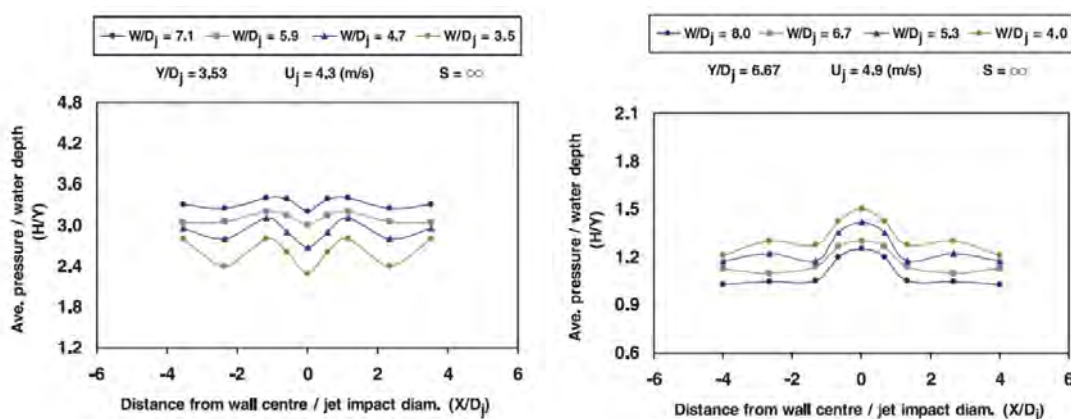 W/Dj = 7.1 W/Dj = 5.9 W/Dj = 4.7 W/Dj = 3.5
Y/Dj = 3.53 Uj = 4.3 (m/s) S = ∞
4.8
4.2
3.6
3.0
2.4
1.8
1.2
Ave. pressure / water depth
(H/Y)
-6 -4 -2 0 2 4 6
Distance from wall centre / jet impact diam. (X/Dj)
W/Dj = 8.0 W/Dj = 6.7 W/Dj = 5.3 W/Dj = 4.0
Y/Dj = 6.67 Uj = 4.9 (m/s) S = ∞
2.1
1.8
1.5
1.2
0.9
0.6
Ave. pressure / water depth
(H/Y)
-6 -4 -2 0 2 4 6
Distance from wall centre / jet impact diam. (X/Dj)